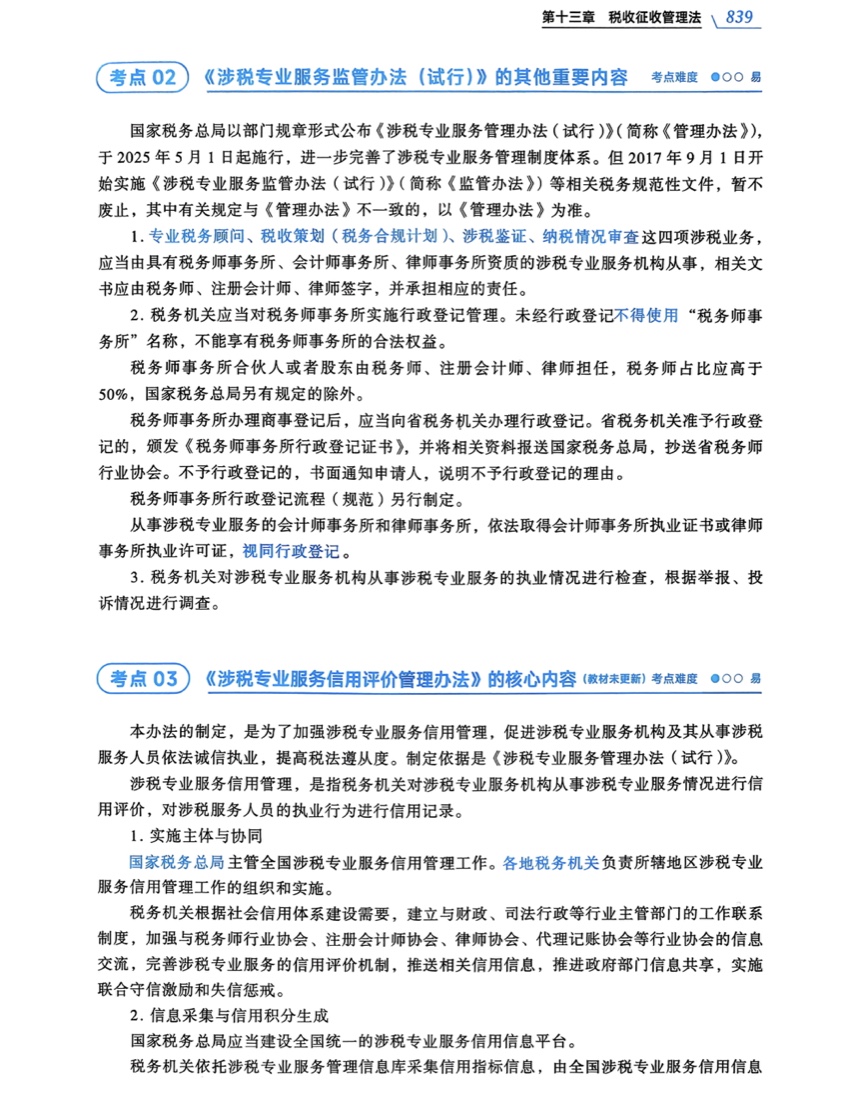 第十三章 税收征收管理法 839
考点 02 《涉税专业服务监管办法（试行）》的其他重要内容 考点难度 ●○○ 易
国家税务总局以部门规章形式公布《涉税专业服务管理办法（试行）》（简称《管理办法》），
于 2025 年 5 月 1 日起施行，进一步完善了涉税专业服务管理制度体系。但 2017 年 9 月 1 日开
始实施《涉税专业服务监管办法（试行）》（简称《监管办法》）等相关税务规范性文件，暂不
废止，其中有关规定与《管理办法》不一致的，以《管理办法》为准。
1. 专业税务顾问、税收策划（税务合规计划）、涉税鉴证、纳税情况审查这四项涉税业务，
应当由具有税务师事务所、会计师事务所、律师事务所资质的涉税专业服务机构从事，相关文
书应由税务师、注册会计师、律师签字，并承担相应的责任。
2. 税务机关应当对税务师事务所实施行政登记管理。未经行政登记不得使用“税务师事
务所”名称，不能享有税务师事务所的合法权益。
税务师事务所合伙人或者股东由税务师、注册会计师、律师担任，税务师占比应高于
50%，国家税务总局另有规定的除外。
税务师事务所办理商事登记后，应当向省税务机关办理行政登记。省税务机关准予行政登
记的，颁发《税务师事务所行政登记证书》，并将相关资料报送国家税务总局，抄送省税务师
行业协会。不予行政登记的，书面通知申请人，说明不予行政登记的理由。
税务师事务所行政登记流程（规范）另行制定。
从事涉税专业服务的会计师事务所和律师事务所，依法取得会计师事务所执业证书或律师
事务所执业许可证，视同行政登记。
3. 税务机关对涉税专业服务机构从事涉税专业服务的执业情况进行检查，根据举报、投
诉情况进行调查。
考点 03 《涉税专业服务信用评价管理办法》的核心内容（教材未更新） 考点难度 ●○○ 易
本办法的制定，是为了加强涉税专业服务信用管理，促进涉税专业服务机构及其从事涉税
服务人员依法诚信执业，提高税法遵从度。制定依据是《涉税专业服务管理办法（试行）》。
涉税专业服务信用管理，是指税务机关对涉税专业服务机构从事涉税专业服务情况进行信
用评价，对涉税服务人员的执业行为进行信用记录。
1. 实施主体与协同
国家税务总局主管全国涉税专业服务信用管理工作。各地税务机关负责所辖地区涉税专业
服务信用管理工作的组织和实施。
税务机关根据社会信用体系建设需要，建立与财政、司法行政等行业主管部门的工作联系
制度，加强与税务师行业协会、注册会计师协会、律师协会、代理记账协会等行业协会的信息
交流，完善涉税专业服务的信用评价机制，推送相关信用信息，推进政府部门信息共享，实施
联合守信激励和失信惩戒。
2. 信息采集与信用积分生成
国家税务总局应当建设全国统一的涉税专业服务信用信息平台。
税务机关依托涉税专业服务管理信息库采集信用指标信息，由全国涉税专业服务信用信息